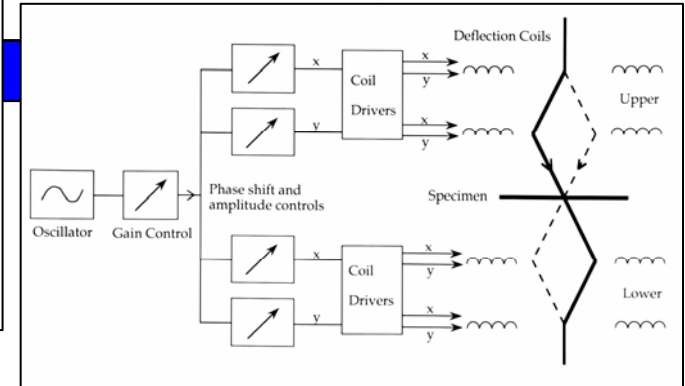 Deflection Coils
x
x
y
Coil
Drivers
Upper
y
x
y
Phase shift and
amplitude controls
Specimen
Oscillator
Gain Control
x
x
y
Coil
Drivers
Lower
y
x
y